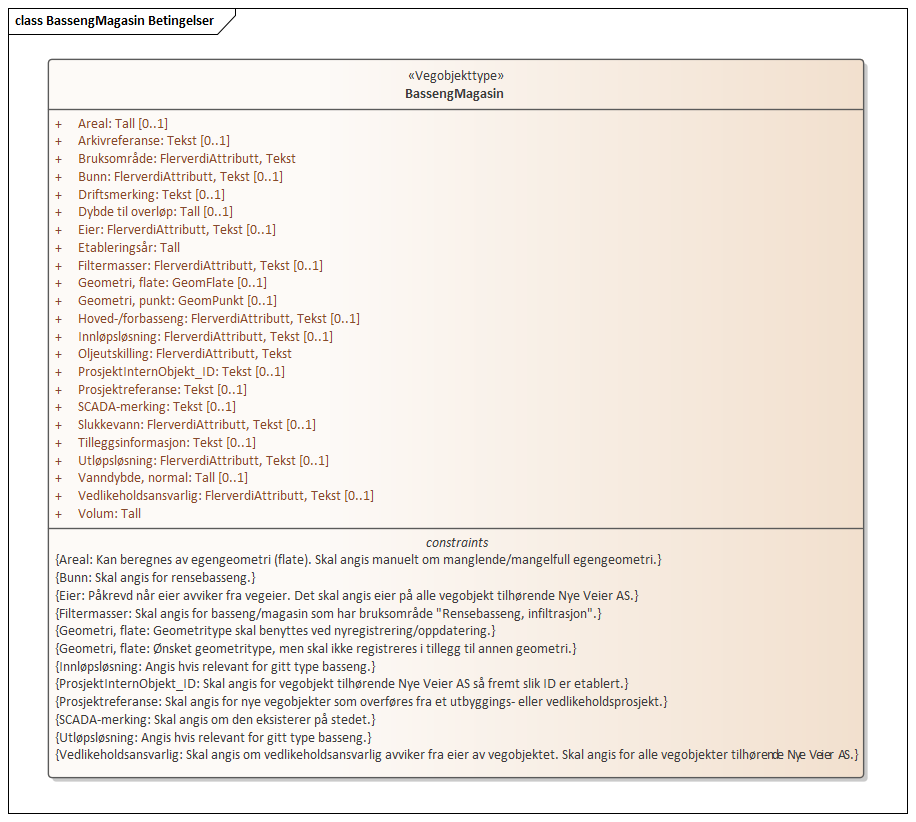 class BassengMagasin Betingelser
«Vegobjekttype»
BassengMagasin
+ Areal: Tall [0..1]
+ Arkivreferanse: Tekst [0..1]
+ Bruksområde: FlerverdiAttributt, Tekst
+ Bunn: FlerverdiAttributt, Tekst [0..1]
+ Driftsmerking: Tekst [0..1]
+ Dybde til overløp: Tall [0..1]
+ Eier: FlerverdiAttributt, Tekst [0..1]
+ Etableringsår: Tall
+ Filtermasser: FlerverdiAttributt, Tekst [0..1]
+ Geometri, flate: GeomFlate [0..1]
+ Geometri, punkt: GeomPunkt [0..1]
+ Hoved-/forbasseng: FlerverdiAttributt, Tekst [0..1]
+ Innløpsløsning: FlerverdiAttributt, Tekst [0..1]
+ Oljeutskilling: FlerverdiAttributt, Tekst
+ ProsjektInternObjekt_ID: Tekst [0..1]
+ Prosjektreferanse: Tekst [0..1]
+ SCADA-merking: Tekst [0..1]
+ Slukkevann: FlerverdiAttributt, Tekst [0..1]
+ Tilleggsinformasjon: Tekst [0..1]
+ Utløpsløsning: FlerverdiAttributt, Tekst [0..1]
+ Vanndybde, normal: Tall [0..1]
+ Vedlikeholdsansvarlig: FlerverdiAttributt, Tekst [0..1]
+ Volum: Tall
constraints
{Areal: Kan beregnes av egengeometri (flate). Skal angis manuelt om manglende/mangelfull egengeometri.}
{Bunn: Skal angis for rensebasseng.}
{Eier: Påkrevd når eier avviker fra vegeier. Det skal angis eier på alle vegobjekt tilhørende Nye Veier AS.}
{Filtermasser: Skal angis for basseng/magasin som har bruksområde "Rensebasseng, infiltrasjon".}
{Geometri, flate: Geometritype skal benyttes ved nyregistrering/oppdatering.}
{Geometri, flate: Ønsket geometritype, men skal ikke registreres i tillegg til annen geometri.}
{Innløpsløsning: Angis hvis relevant for gitt type basseng.}
{ProsjektInternObjekt_ID: Skal angis for vegobjekt tilhørende Nye Veier AS så fremt slik ID er etablert.}
{Prosjektreferanse: Skal angis for nye vegobjekter som overføres fra et utbyggings- eller vedlikeholdsprosjekt.}
{SCADA-merking: Skal angis om den eksisterer på stedet.}
{Utløpsløsning: Angis hvis relevant for gitt type basseng.}
{Vedlikeholdsansvarlig: Skal angis om vedlikeholdsansvarlig avviker fra eier av vegobjektet. Skal angis for alle vegobjekter tilhørende Nye Veier AS.}